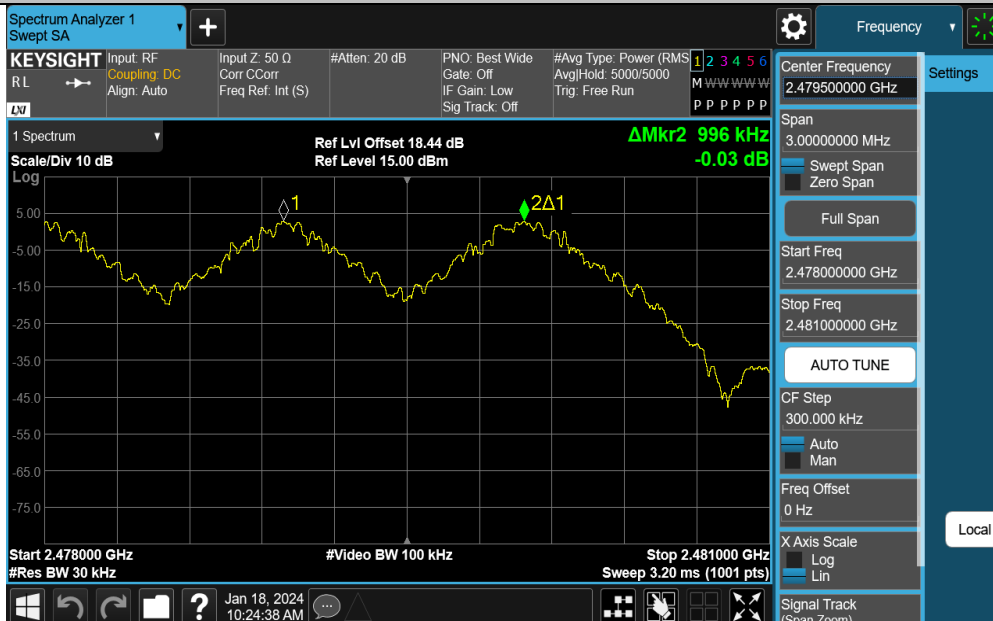 Spectrum Analyzer 1
Swept SA
Frequency
KEYSIGHT
RL
LXI
Input: RF
Coupling: DC
Align: Auto
Input Z: 50 Ω
Corr CCorr
Freq Ref: Int (S)
#Atten: 20 dB
PNO: Best Wide
Gate: Off
IF Gain: Low
Sig Track: Off
#Avg Type: Power (RMS
Avg|Hold: 5000/5000
Trig: Free Run
1 2 3 4 5 6
M W W W W W
P P P P P P
1 Spectrum
Scale/Div 10 dB
Log
Ref Lvl Offset 18.44 dB
Ref Level 15.00 dBm
ΔMkr2 996 kHz
-0.03 dB
1
2Δ1
5.00
-5.00
-15.0
-25.0
-35.0
-45.0
-55.0
-65.0
-75.0
Start 2.478000 GHz
#Res BW 30 kHz
#Video BW 100 kHz
Stop 2.481000 GHz
Sweep 3.20 ms (1001 pts)
Jan 18, 2024
10:24:38 AM
Center Frequency
2.479500000 GHz
Settings
Span
3.00000000 MHz
Swept Span
Zero Span
Full Span
Start Freq
2.478000000 GHz
Stop Freq
2.481000000 GHz
AUTO TUNE
CF Step
300.000 kHz
Auto
Man
Freq Offset
0 Hz
Local
X Axis Scale
Log
Lin
Signal Track
(Span Zoom)